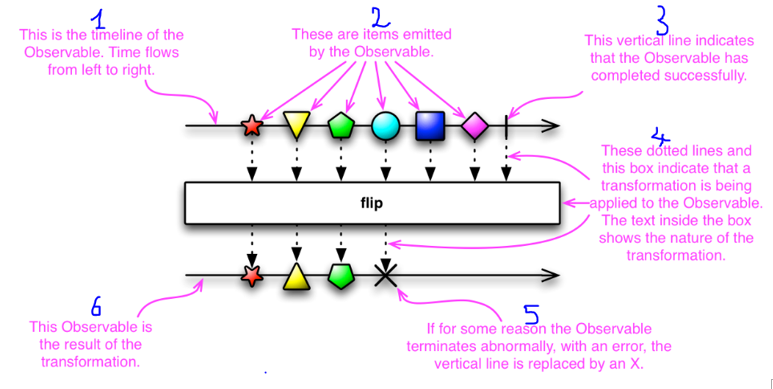 1
This is the timeline of the
Observable. Time flows
from left to right.
2
These are items emitted
by the Observable.
3
This vertical line indicates
that the Observable has
completed successfully.
4
These dotted lines and
this box indicate that a
transformation is being
applied to the Observable.
The text inside the box
shows the nature of the
transformation.
flip
6
This Observable is
the result of the
transformation.
5
If for some reason the Observable
terminates abnormally, with an error, the
vertical line is replaced by an X.